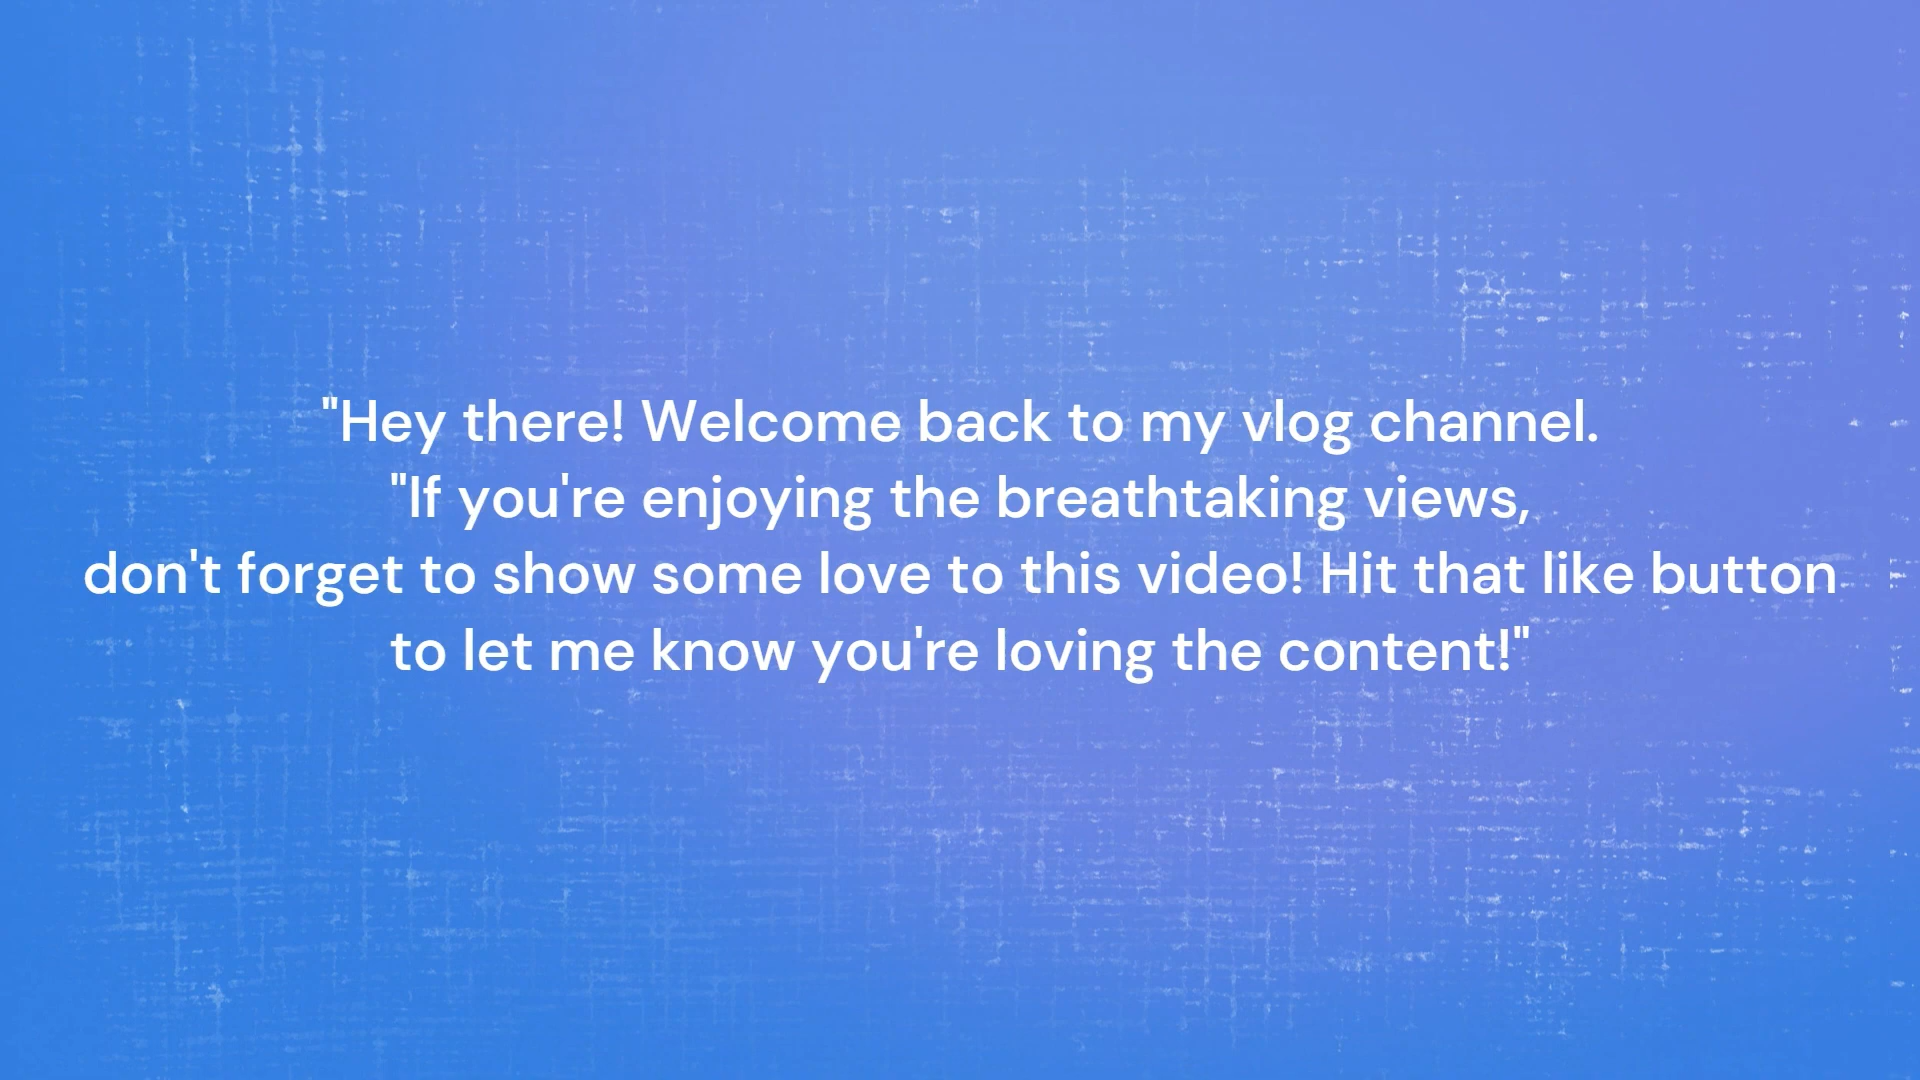 "Hey there! Welcome back to my vlog channel.
"If you're enjoying the breathtaking views,
don't forget to show some love to this video! Hit that like button
to let me know you're loving the content!"